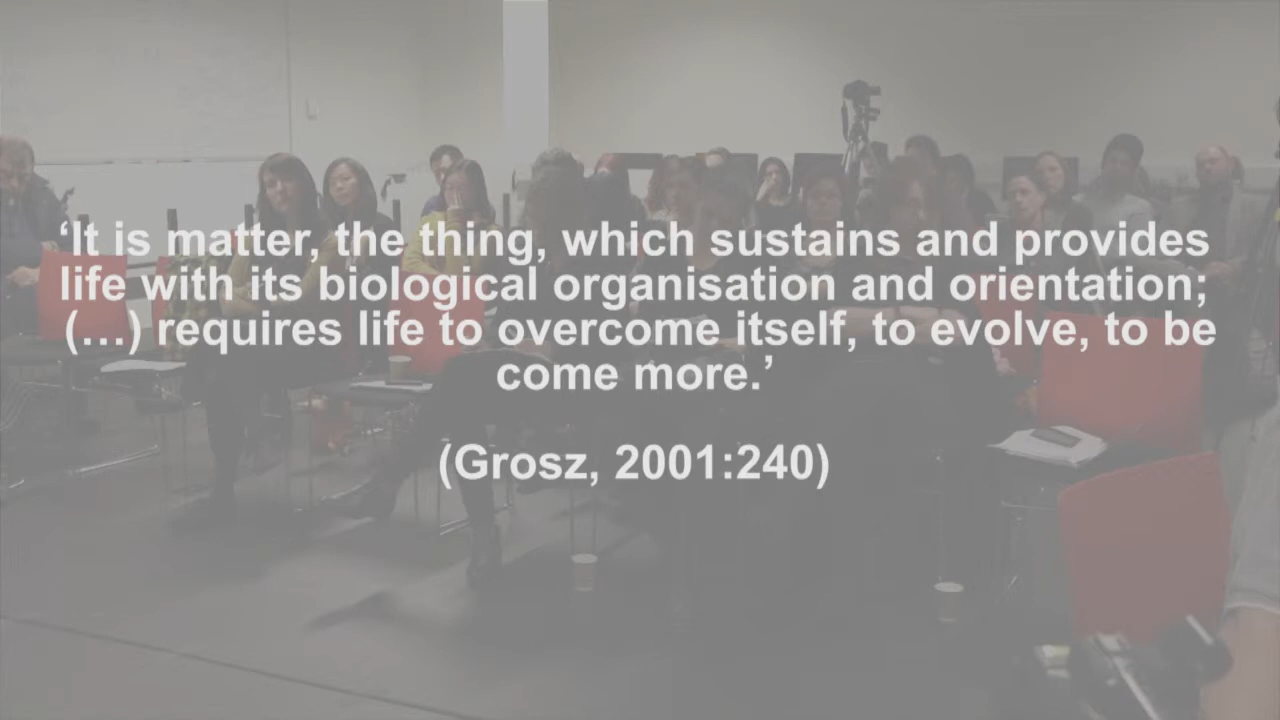 ‘It is matter, the thing, which sustains and provides
life with its biological organisation and orientation;
(…) requires life to overcome itself, to evolve, to be
come more.’
(Grosz, 2001:240)